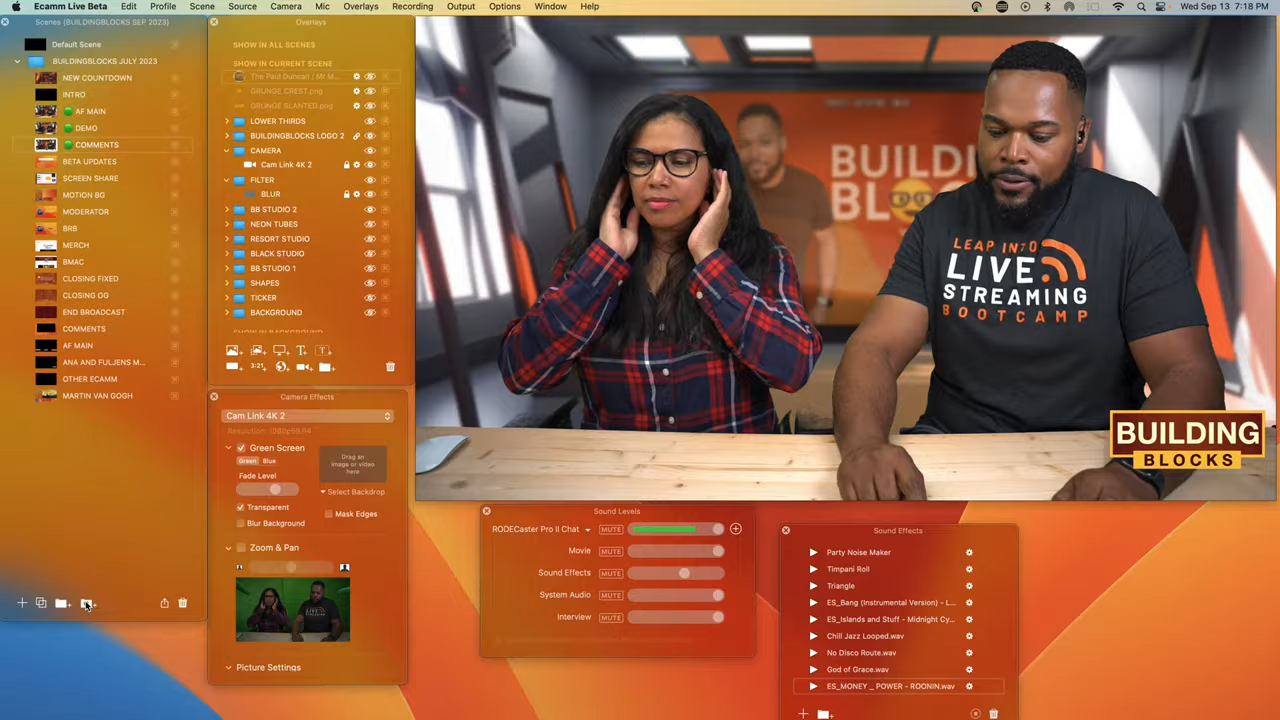 Ecamm Live Beta Edit Profile Scene Source Camera Mic Overlays Recording Output Options Window Help
Wed Sep 13 7:18 PM
Scenes (BUILDINGBLOCKS SEP 2023)
Default Scene
BUILDINGBLOCKS JULY 2023
NEW COUNTDOWN
INTRO
AF MAIN
DEMO
COMMENTS
BETA UPDATES
SCREEN SHARE
MOTION BG
MODERATOR
BRB
MERCH
BMAC
CLOSING FIXED
CLOSING OG
END BROADCAST
COMMENTS
AF MAIN
ANA AND FULJENS M...
OTHER ECAMM
MARTIN VAN GOGH
Overlays
SHOW IN ALL SCENES
SHOW IN CURRENT SCENE
The Paid Duncan / Mr M...
GRUNGE CREST.png
GRUNGE SLANTED.png
LOWER THIRDS
BUILDINGBLOCKS LOGO 2
CAMERA
Cam Link 4K 2
FILTER
BLUR
BB STUDIO 2
NEON TUBES
RESORT STUDIO
BLACK STUDIO
BB STUDIO 1
SHAPES
TICKER
BACKGROUND
Camera Effects
Cam Link 4K 2
Green Screen
Green Blue
Fade Level
Drag an image or video here
Select Backdrop
Transparent
Mask Edges
Blur Background
Zoom & Pan
Picture Settings
BUILDI
BL
LEAP INTO
LIVE
STREAMING
BOOTCAMP
BUILDING
BLOCKS
Sound Levels
RODECaster Pro II Chat MUTE
Movie MUTE
Sound Effects MUTE
System Audio MUTE
Interview MUTE
Sound Effects
Party Noise Maker
Timpani Roll
Triangle
ES_Bang (Instrumental Version) - L...
ES_Islands and Stuff - Midnight Cy...
Chill Jazz Looped.wav
No Disco Route.wav
God of Grace.wav
ES_MONEY _ POWER - ROONIN.wav